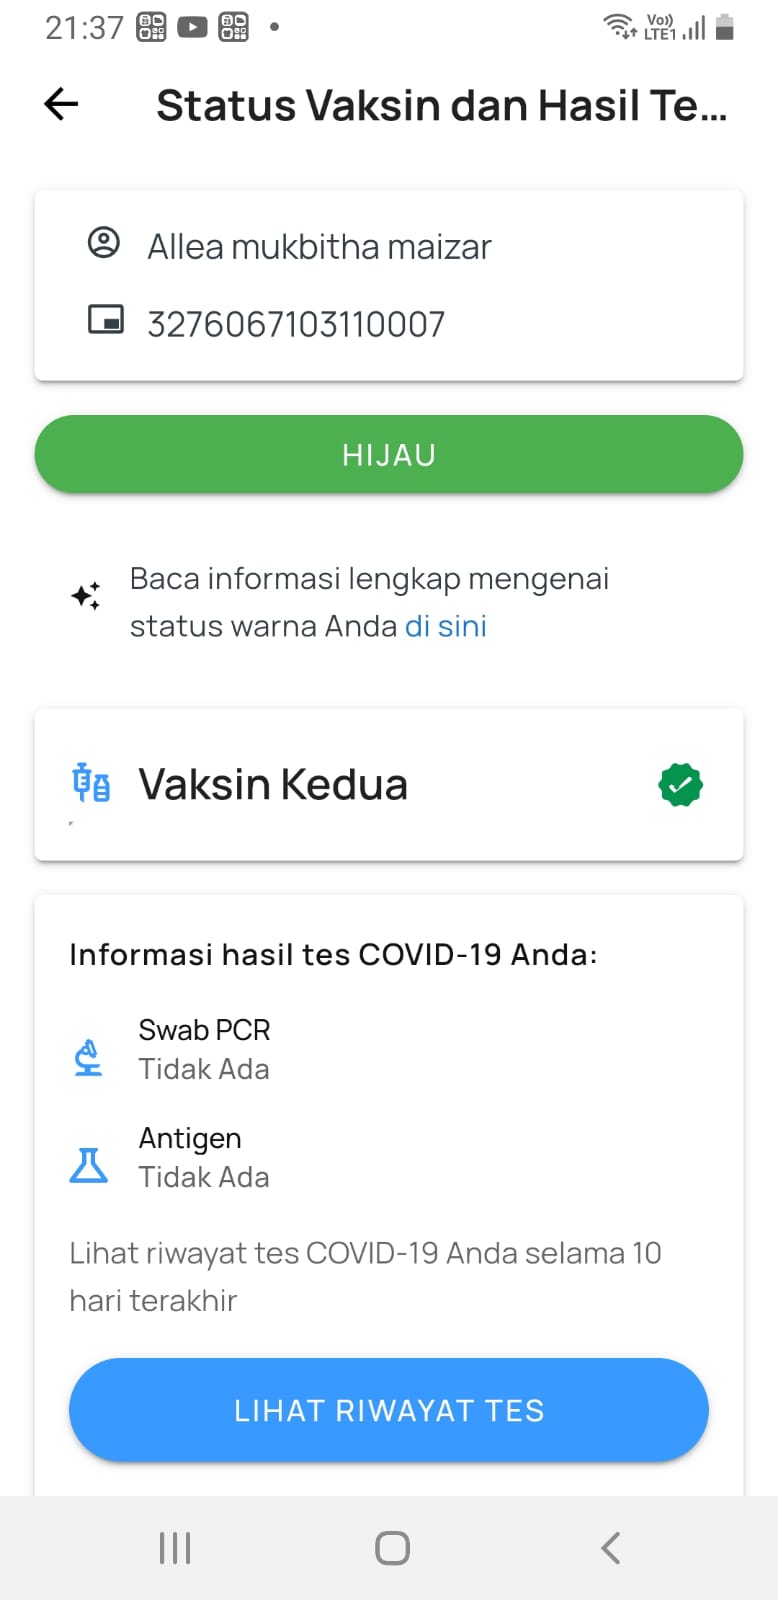 21:37
Vo))
LTE1
Status Vaksin dan Hasil Te...
Allea mukbitha maizar
3276067103110007
HIJAU
Baca informasi lengkap mengenai
status warna Anda di sini
Vaksin Kedua
Informasi hasil tes COVID-19 Anda:
Swab PCR
Tidak Ada
Antigen
Tidak Ada
Lihat riwayat tes COVID-19 Anda selama 10
hari terakhir
LIHAT RIWAYAT TES